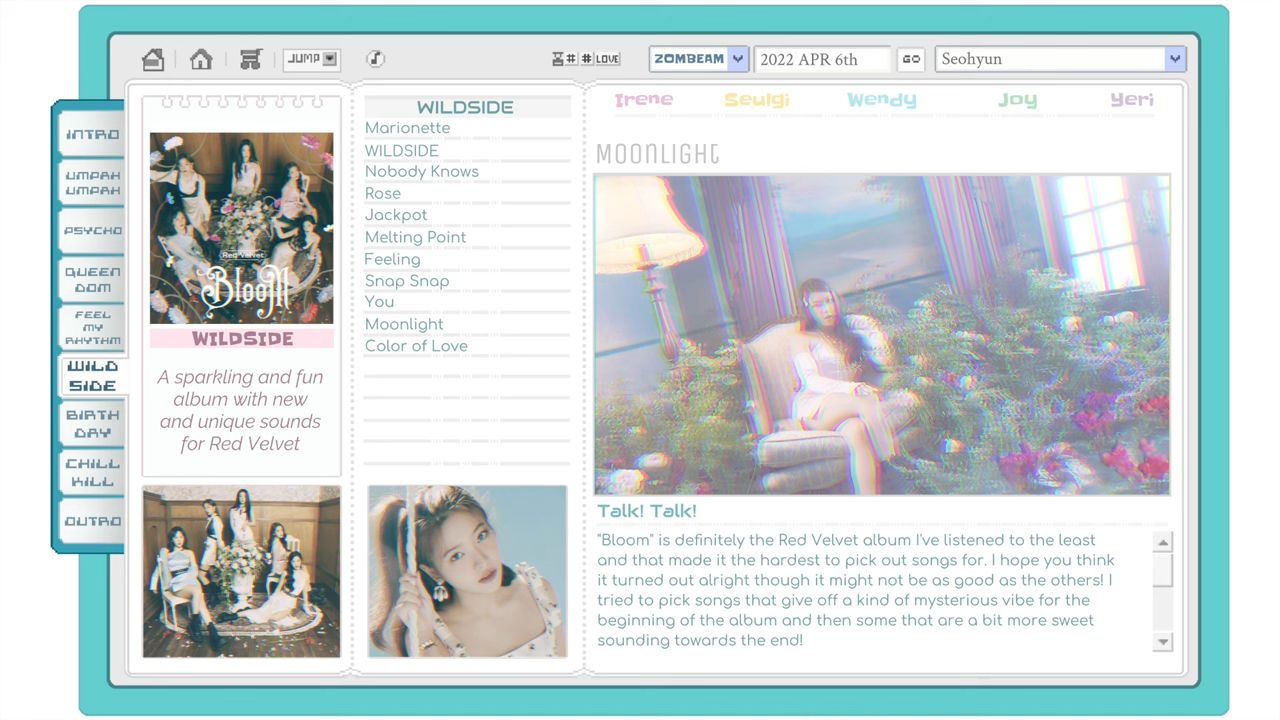 JUMP
# # LOVE
ZOMBEAM
2022 APR 6th
GO
Seohyun
INTRO
UMPAH
UMPAH
PSYCHO
QUEEN
DOM
FEEL
MY
RHYTHM
WILD
SIDE
BIRTH
DAY
CHILL
KILL
OUTRO
Red Velvet
Bloom
WILDSIDE
A sparkling and fun
album with new
and unique sounds
for Red Velvet
WILDSIDE
Marionette
WILDSIDE
Nobody Knows
Rose
Jackpot
Melting Point
Feeling
Snap Snap
You
Moonlight
Color of Love
Irene
Seulgi
Wendy
Joy
Yeri
MOONLIGHT
Talk! Talk!
"Bloom" is definitely the Red Velvet album I've listened to the least
and that made it the hardest to pick out songs for. I hope you think
it turned out alright though it might not be as good as the others! I
tried to pick songs that give off a kind of mysterious vibe for the
beginning of the album and then some that are a bit more sweet
sounding towards the end!